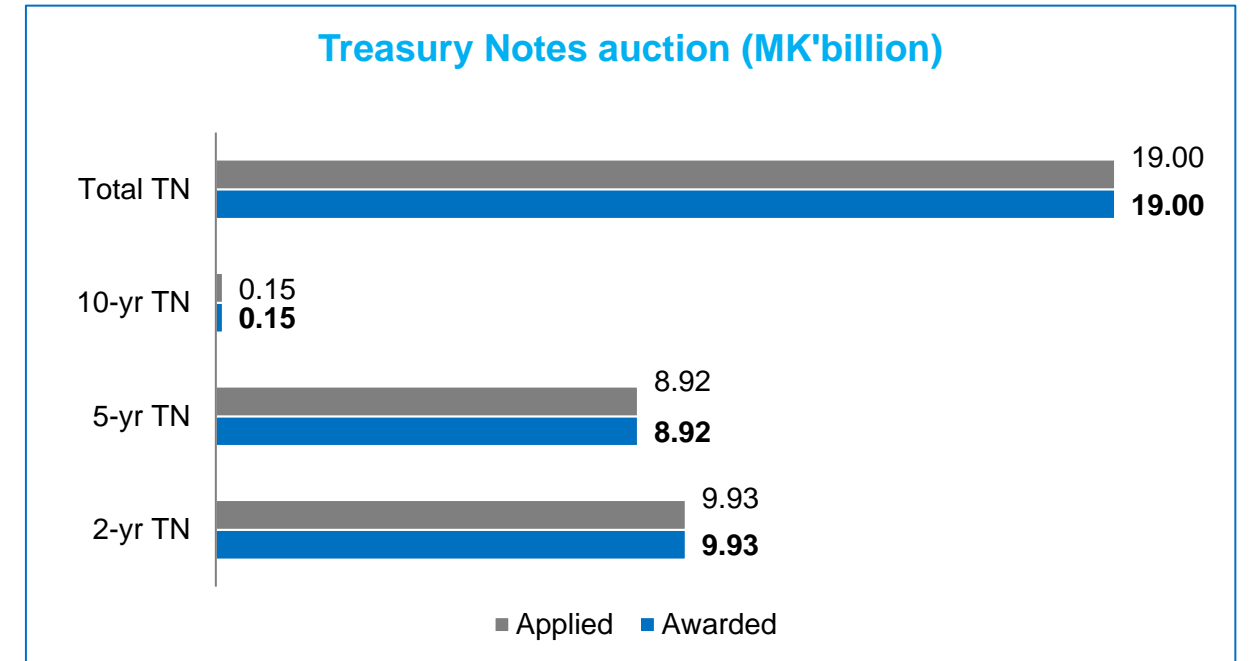 Treasury Notes auction (MK'billion)
Total TN
19.00
19.00
10-yr TN
0.15
0.15
5-yr TN
8.92
8.92
2-yr TN
9.93
9.93
Applied Awarded